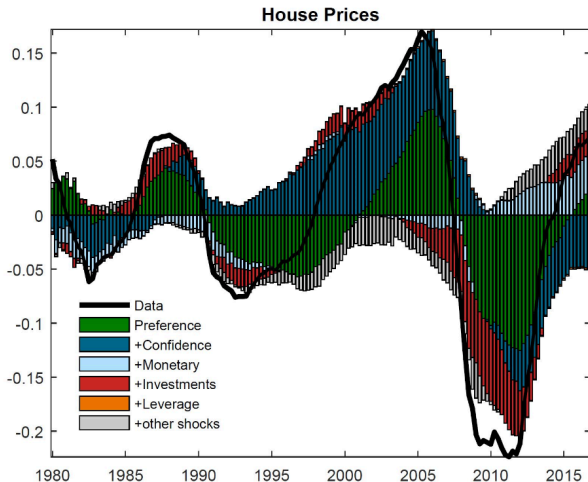 House Prices
0.15
0.1
0.05
0
-0.05
-0.1
-0.15
-0.2
Data
Preference
+Confidence
+Monetary
+Investments
+Leverage
+other shocks
1980 1985 1990 1995 2000 2005 2010 2015